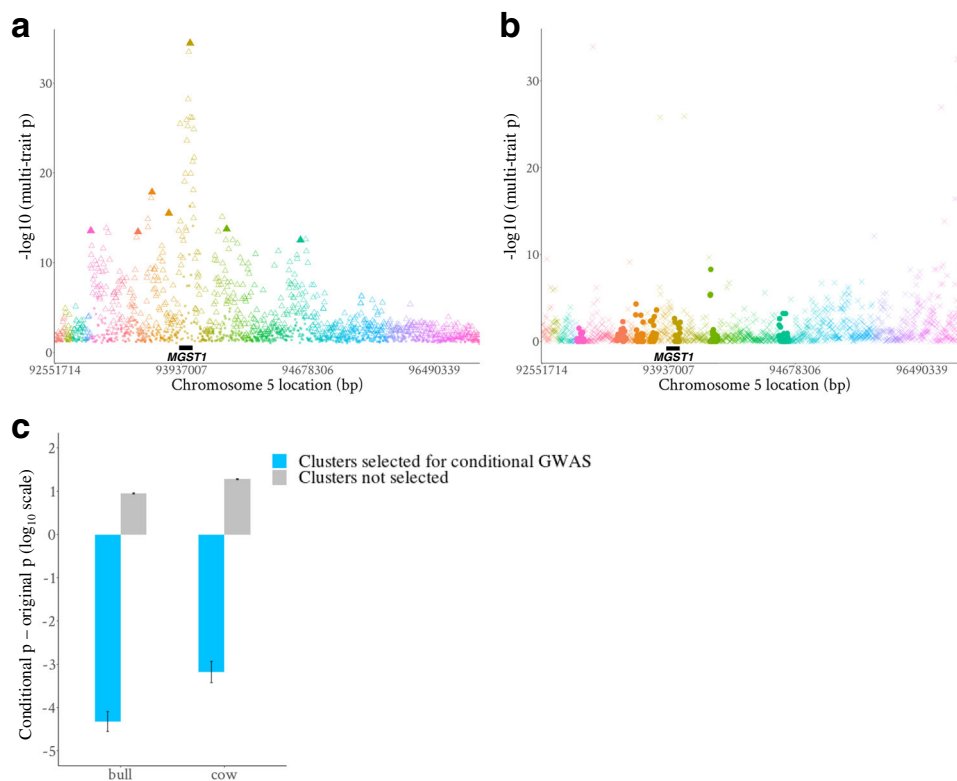 a
-log10 (multi-trait p)
30
20
10
0
MGST1
92551714 93937007 94678306 96490339
Chromosome 5 location (bp)
b
-log10 (multi-trait p)
30
20
10
0
MGST1
92551714 93937007 94678306 96490339
Chromosome 5 location (bp)
c
Conditional p − original p (log10 scale)
2
1
0
-1
-2
-3
-4
-5
bull cow
Clusters selected for conditional GWAS
Clusters not selected